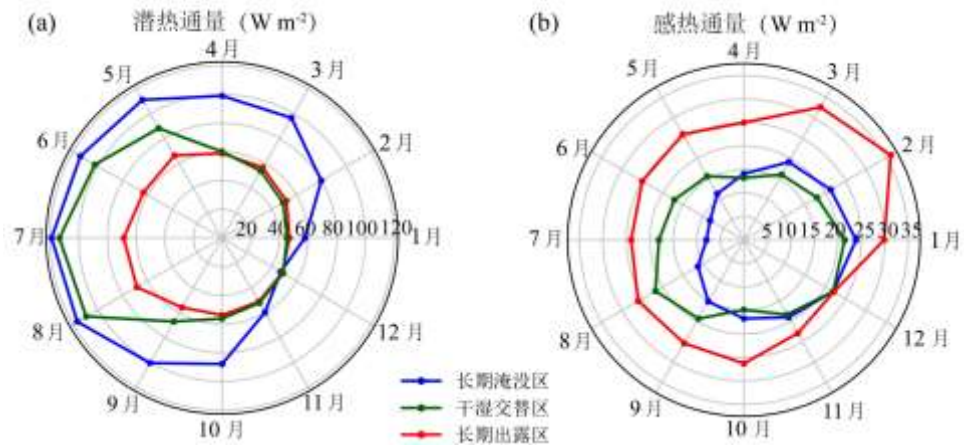 (a) 潜热通量（W m-2）
4月
3月
2月
1月
12月
11月
10月
9月
8月
7月
6月
5月
20 40 60 80 100 120
(b) 感热通量（W m-2）
4月
3月
2月
1月
12月
11月
10月
9月
8月
7月
6月
5月
5 10 15 20 25 30 35
长期淹没区
干湿交替区
长期出露区